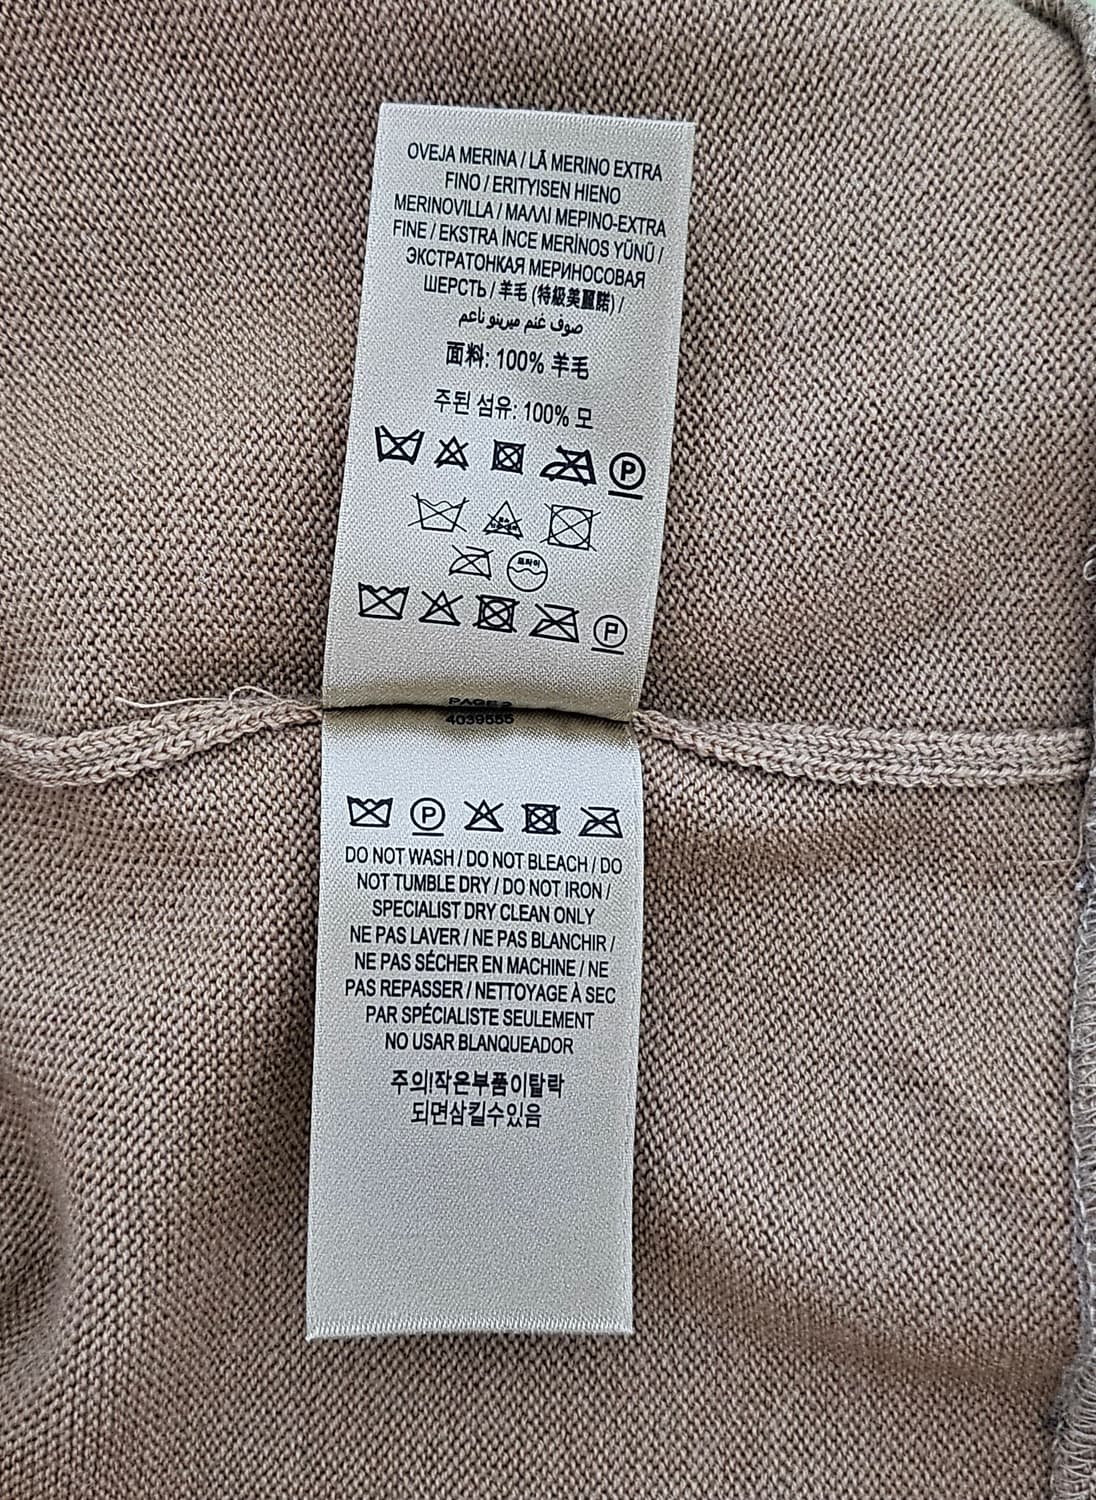 OVEJA MERINA / LÃ MERINO EXTRA
FINO / ERITYISEN HIENO
MERINOVILLA / ΜΑΛΛΙ ΜΕΡΙΝΟ-EXTRA
FINE / EKSTRA İNCE MERİNOS YÜNÜ /
ЭКСТРАТОНКАЯ МЕРИНОСОВАЯ
ШЕРСТЬ / 羊毛 (特級美麗諾) /
صوف غنم ميرينو ناعم
面料: 100% 羊毛
주된 섬유: 100% 모
P
드라이
P
PAGE 2
4039555
P
DO NOT WASH / DO NOT BLEACH / DO
NOT TUMBLE DRY / DO NOT IRON /
SPECIALIST DRY CLEAN ONLY
NE PAS LAVER / NE PAS BLANCHIR /
NE PAS SÉCHER EN MACHINE / NE
PAS REPASSER / NETTOYAGE À SEC
PAR SPÉCIALISTE SEULEMENT
NO USAR BLANQUEADOR
주의!작은부품이탈락
되면삼킬수있음